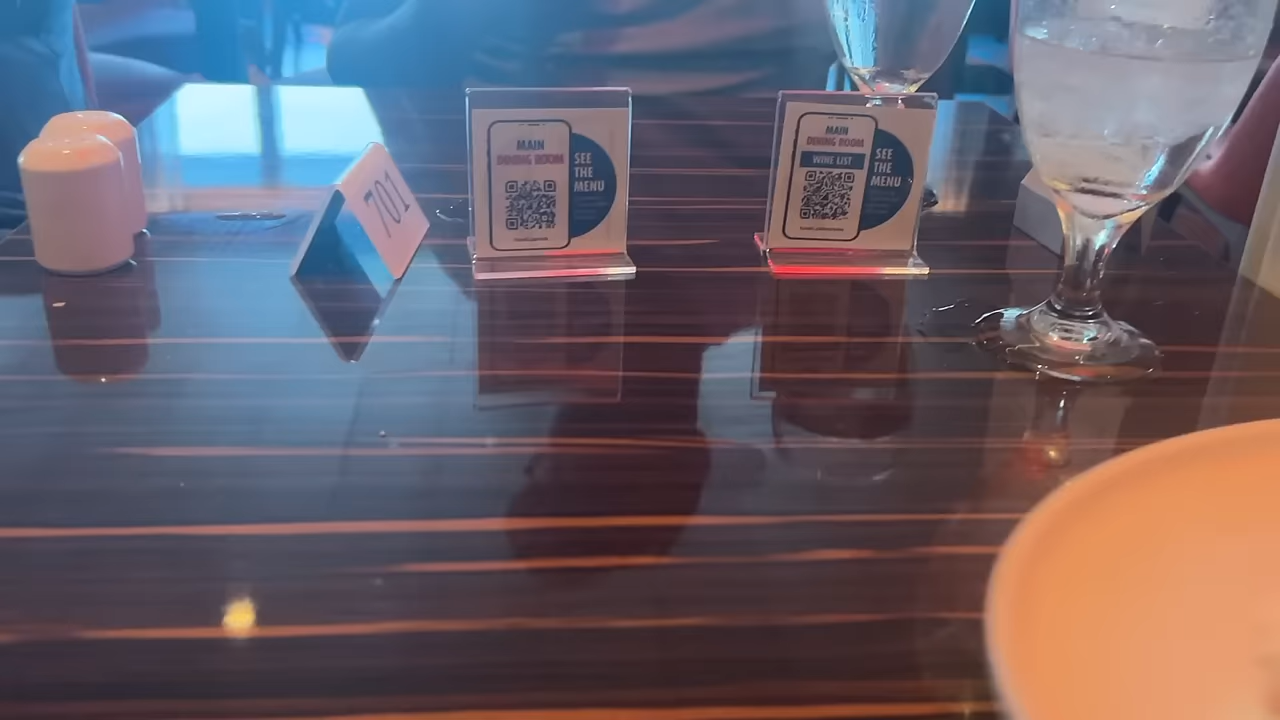 701
MAIN
DINING ROOM
SEE
THE
MENU
MAIN
DINING ROOM
WINE LIST
SEE
THE
MENU